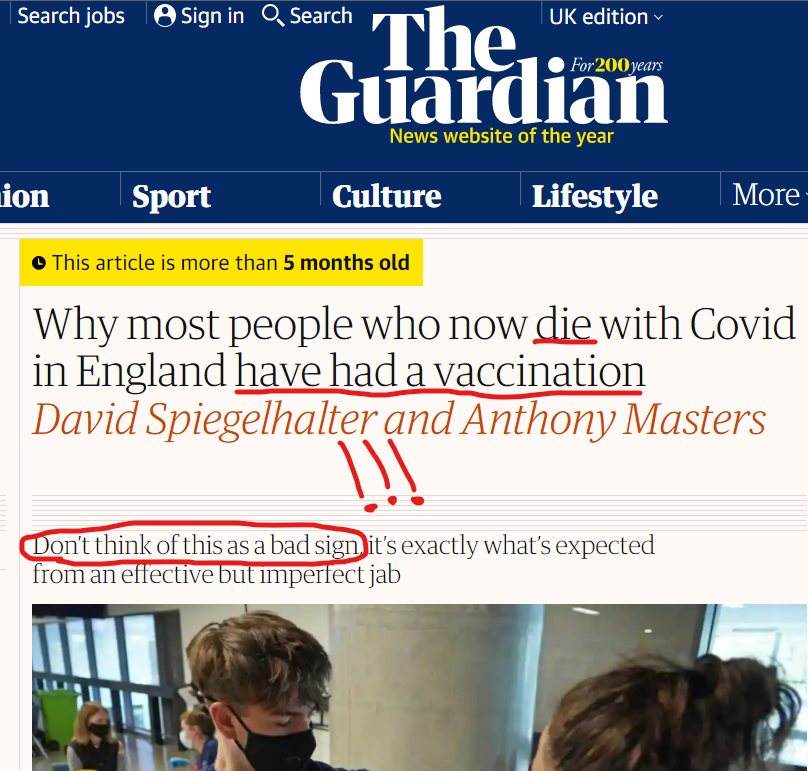 Search jobs Sign in Search UK edition
The
Guardian
For 200 years
News website of the year
ion Sport Culture Lifestyle More
This article is more than 5 months old
Why most people who now die with Covid
in England have had a vaccination
David Spiegelhalter and Anthony Masters
!!!
Don't think of this as a bad sign, it's exactly what's expected
from an effective but imperfect jab